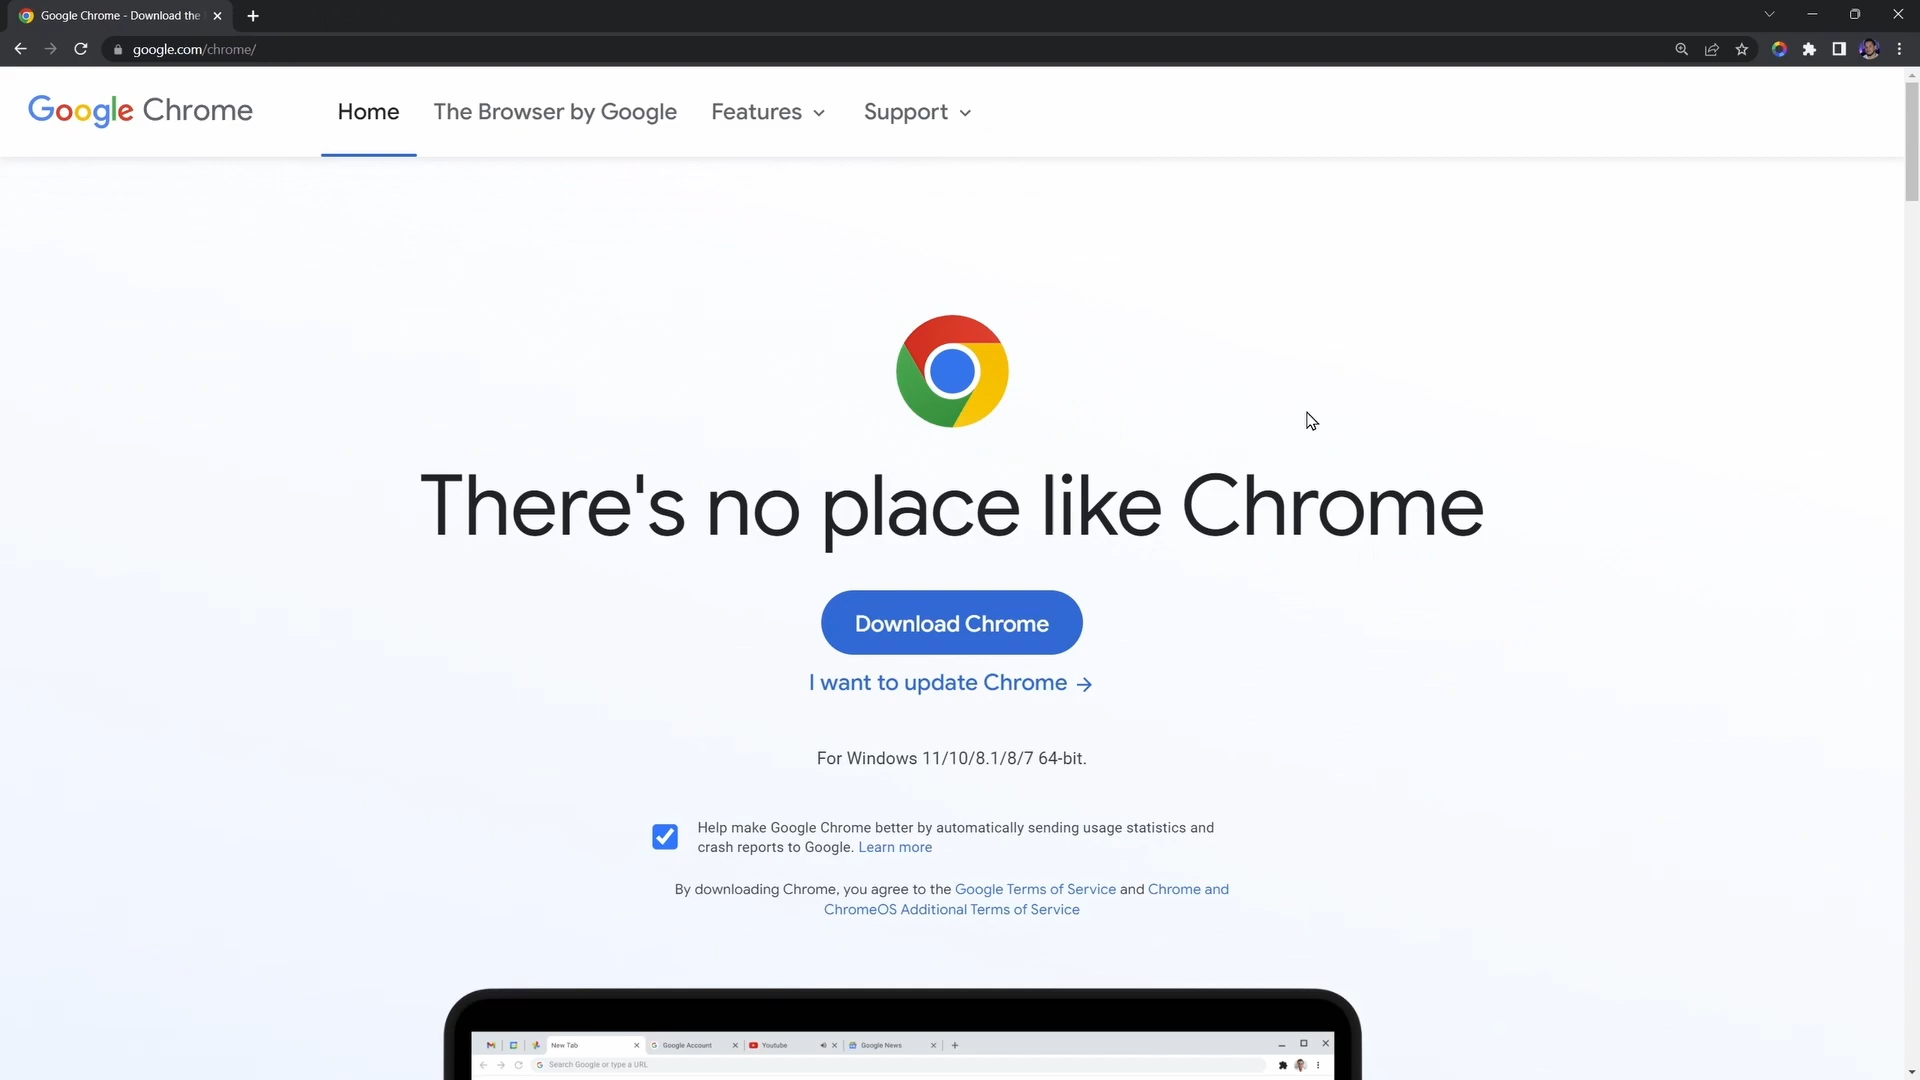 Google Chrome - Download the
google.com/chrome/
Google Chrome
Home
The Browser by Google
Features
Support
There's no place like Chrome
Download Chrome
I want to update Chrome →
For Windows 11/10/8.1/8/7 64-bit.
Help make Google Chrome better by automatically sending usage statistics and
crash reports to Google. Learn more
By downloading Chrome, you agree to the Google Terms of Service and Chrome and
ChromeOS Additional Terms of Service
New Tab
Google Account
Youtube
Google News
Search Google or type a URL